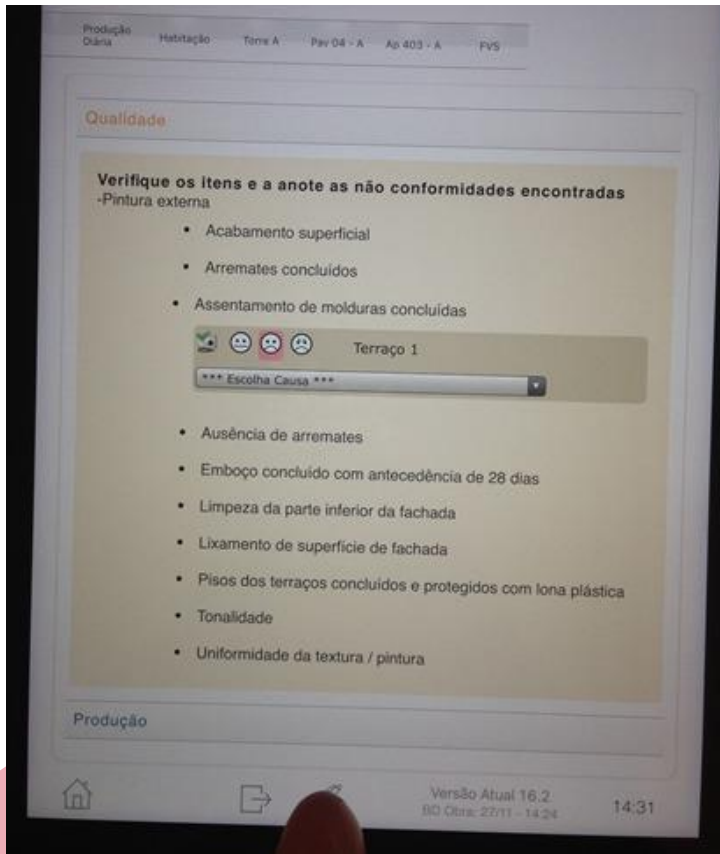 Produção
Diária
Habitação Torre A Pav 04 - A Ap 403 - A FVS
Qualidade
Verifique os itens e a anote as não conformidades encontradas
-Pintura externa
• Acabamento superficial
• Arremates concluídos
• Assentamento de molduras concluídas
Terraço 1
*** Escolha Causa ***
• Ausência de arremates
• Emboço concluído com antecedência de 28 dias
• Limpeza da parte inferior da fachada
• Lixamento de superfície de fachada
• Pisos dos terraços concluídos e protegidos com lona plástica
• Tonalidade
• Uniformidade da textura / pintura
Produção
Versão Atual 16.2
BD Obra: 27/11 - 14:24
14:31